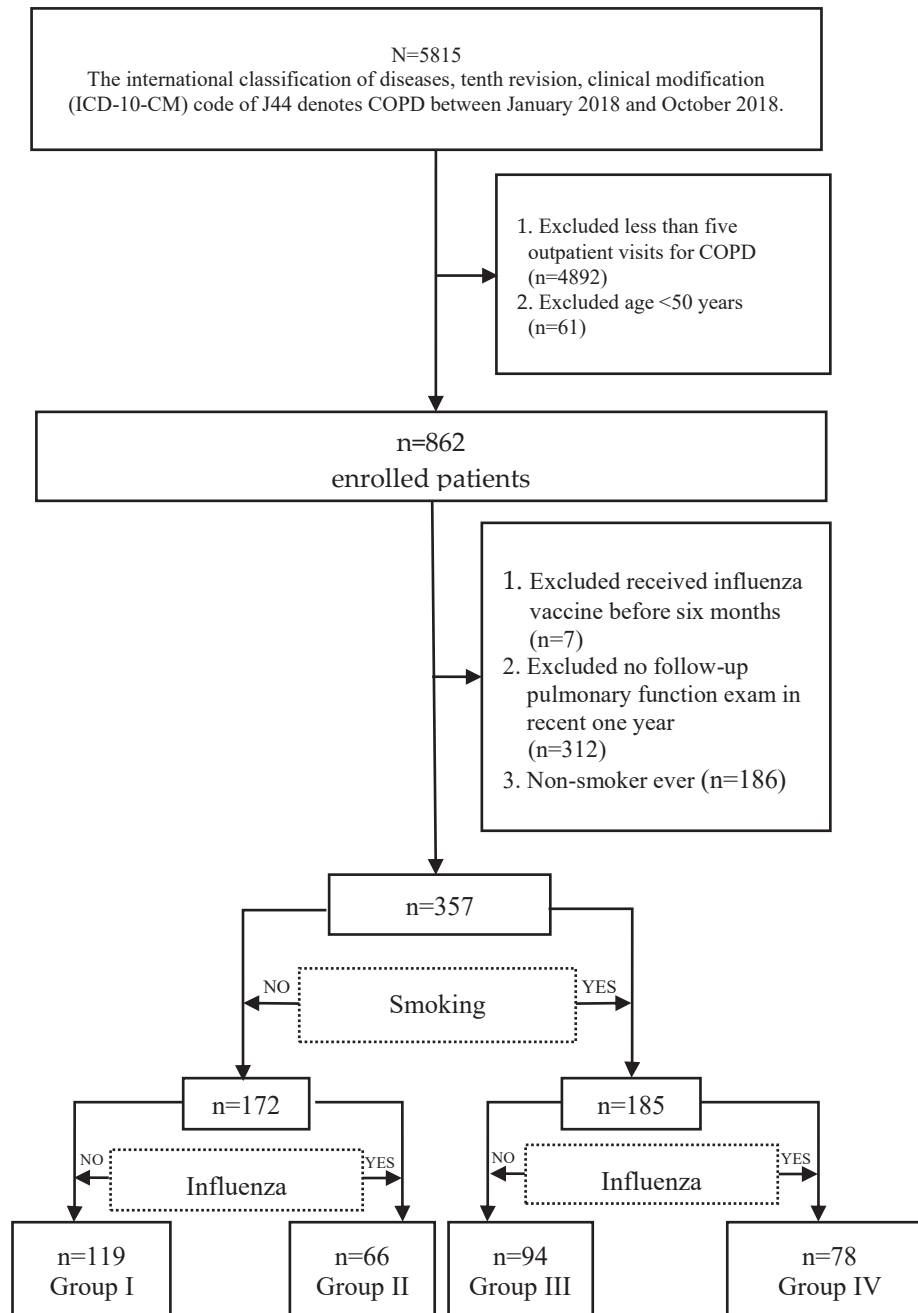 N=5815
The international classification of diseases, tenth revision, clinical modification
(ICD-10-CM) code of J44 denotes COPD between January 2018 and October 2018.
1. Excluded less than five
outpatient visits for COPD
(n=4892)
2. Excluded age <50 years
(n=61)
n=862
enrolled patients
1. Excluded received influenza
vaccine before six months
(n=7)
2. Excluded no follow-up
pulmonary function exam in
recent one year
(n=312)
3. Non-smoker ever (n=186)
n=357
NO
Smoking
YES
n=172
n=185
NO
Influenza
YES
NO
Influenza
YES
n=119
Group I
n=66
Group II
n=94
Group III
n=78
Group IV